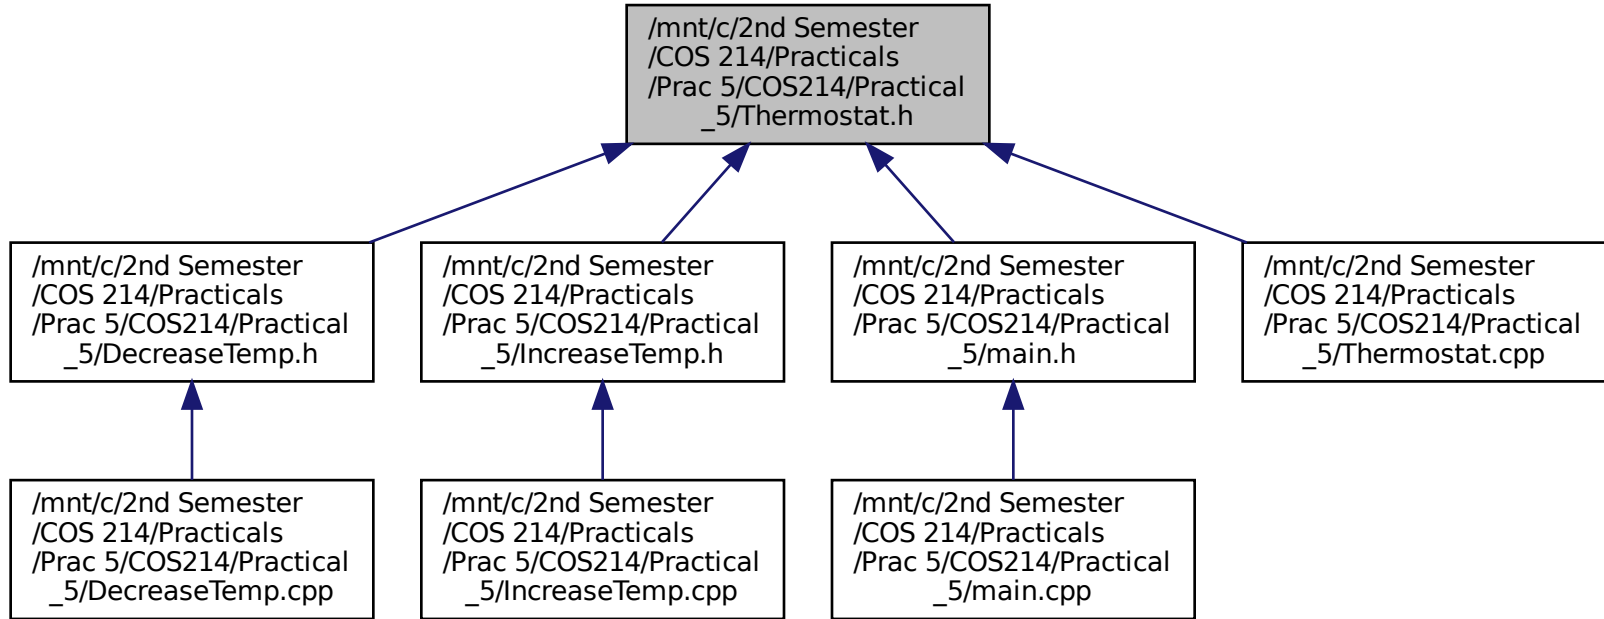 /mnt/c/2nd Semester
/COS 214/Practicals
/Prac 5/COS214/Practical
_5/Thermostat.h
/mnt/c/2nd Semester
/COS 214/Practicals
/Prac 5/COS214/Practical
_5/DecreaseTemp.h
/mnt/c/2nd Semester
/COS 214/Practicals
/Prac 5/COS214/Practical
_5/IncreaseTemp.h
/mnt/c/2nd Semester
/COS 214/Practicals
/Prac 5/COS214/Practical
_5/main.h
/mnt/c/2nd Semester
/COS 214/Practicals
/Prac 5/COS214/Practical
_5/Thermostat.cpp
/mnt/c/2nd Semester
/COS 214/Practicals
/Prac 5/COS214/Practical
_5/DecreaseTemp.cpp
/mnt/c/2nd Semester
/COS 214/Practicals
/Prac 5/COS214/Practical
_5/IncreaseTemp.cpp
/mnt/c/2nd Semester
/COS 214/Practicals
/Prac 5/COS214/Practical
_5/main.cpp